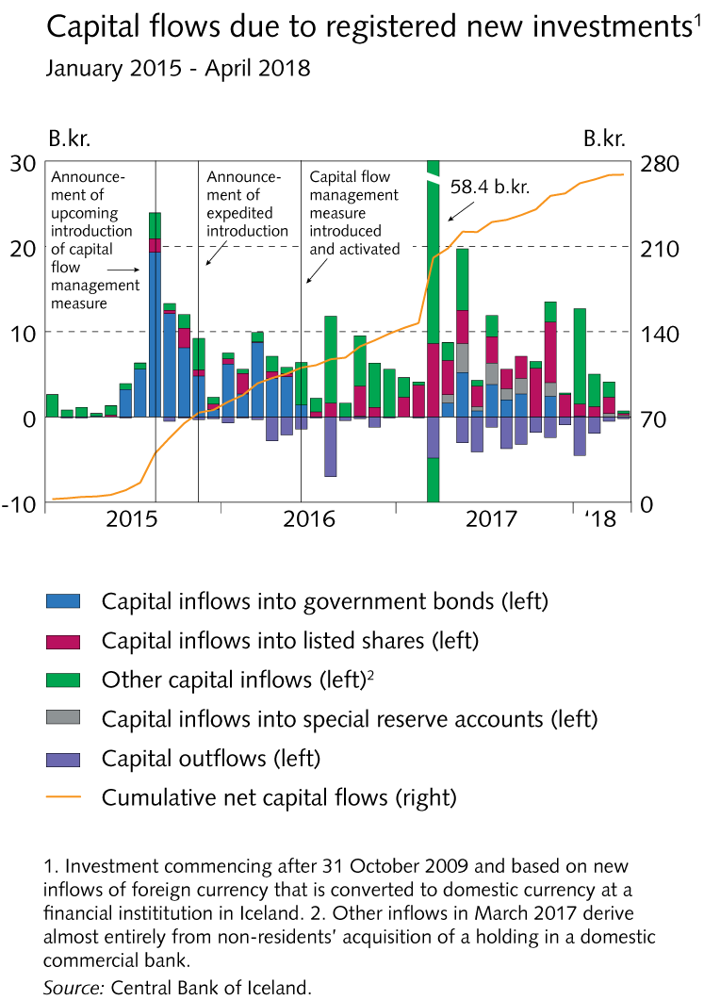 Capital flows due to registered new investments¹
January 2015 - April 2018
B.kr.
B.kr.
30
20
10
0
-10
280
210
140
70
0
Announce-
ment of
upcoming
introduction
of capital
flow
management
measure
Announce-
ment of
expedited
introduction
Capital flow
management
measure
introduced
and activated
58.4 b.kr.
2015
2016
2017
‘18
Capital inflows into government bonds (left)
Capital inflows into listed shares (left)
Other capital inflows (left)²
Capital inflows into special reserve accounts (left)
Capital outflows (left)
Cumulative net capital flows (right)
1. Investment commencing after 31 October 2009 and based on new
inflows of foreign currency that is converted to domestic currency at a
financial instititution in Iceland. 2. Other inflows in March 2017 derive
almost entirely from non-residents’ acquisition of a holding in a domestic
commercial bank.
Source: Central Bank of Iceland.